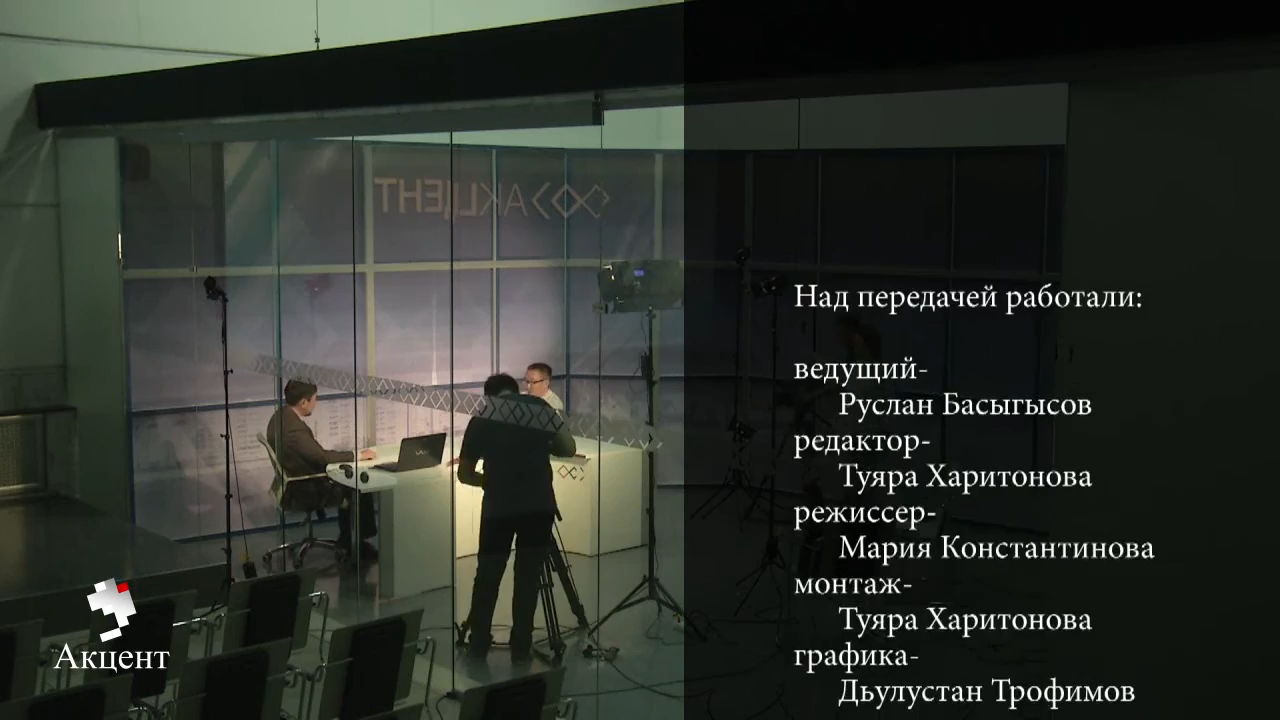 АКЦЕНТ
Над передачей работали:
ведущий-
Руслан Басыгысов
редактор-
Туяра Харитонова
режиссер-
Мария Константинова
монтаж-
Туяра Харитонова
графика-
Дьулустан Трофимов
Акцент